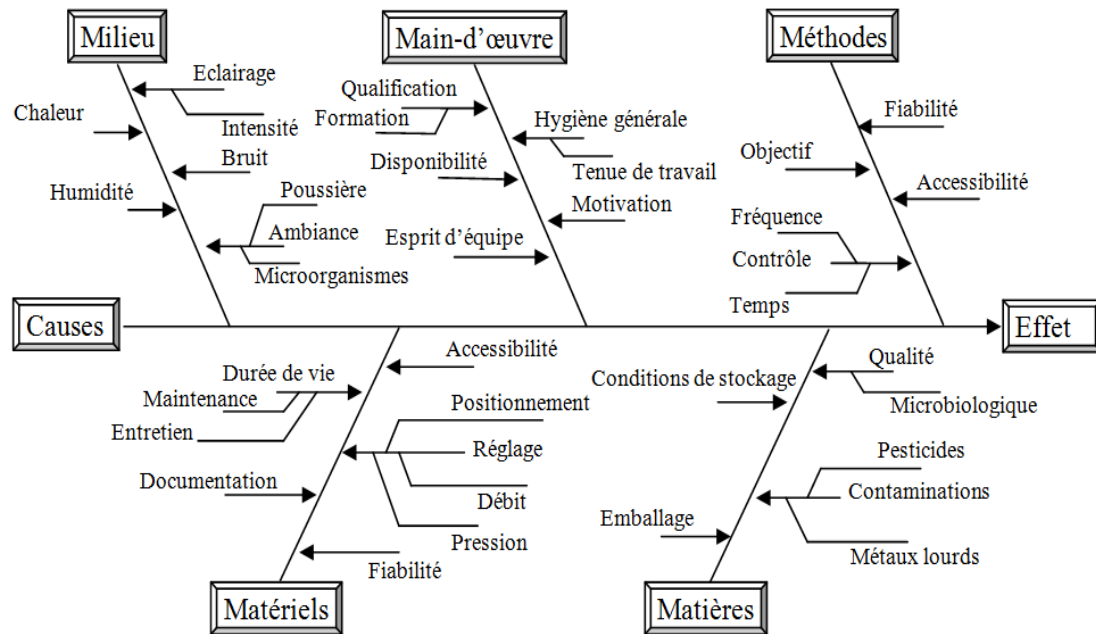 Milieu
Main-d'œuvre
Méthodes
Eclairage
Intensité
Chaleur
Bruit
Humidité
Poussière
Ambiance
Microorganismes
Qualification
Formation
Hygiène générale
Tenue de travail
Disponibilité
Motivation
Esprit d'équipe
Fiabilité
Objectif
Accessibilité
Fréquence
Contrôle
Temps
Causes
Effet
Accessibilité
Durée de vie
Maintenance
Entretien
Positionnement
Réglage
Débit
Pression
Documentation
Fiabilité
Qualité
Microbiologique
Conditions de stockage
Pesticides
Contaminations
Métaux lourds
Emballage
Matériels
Matières